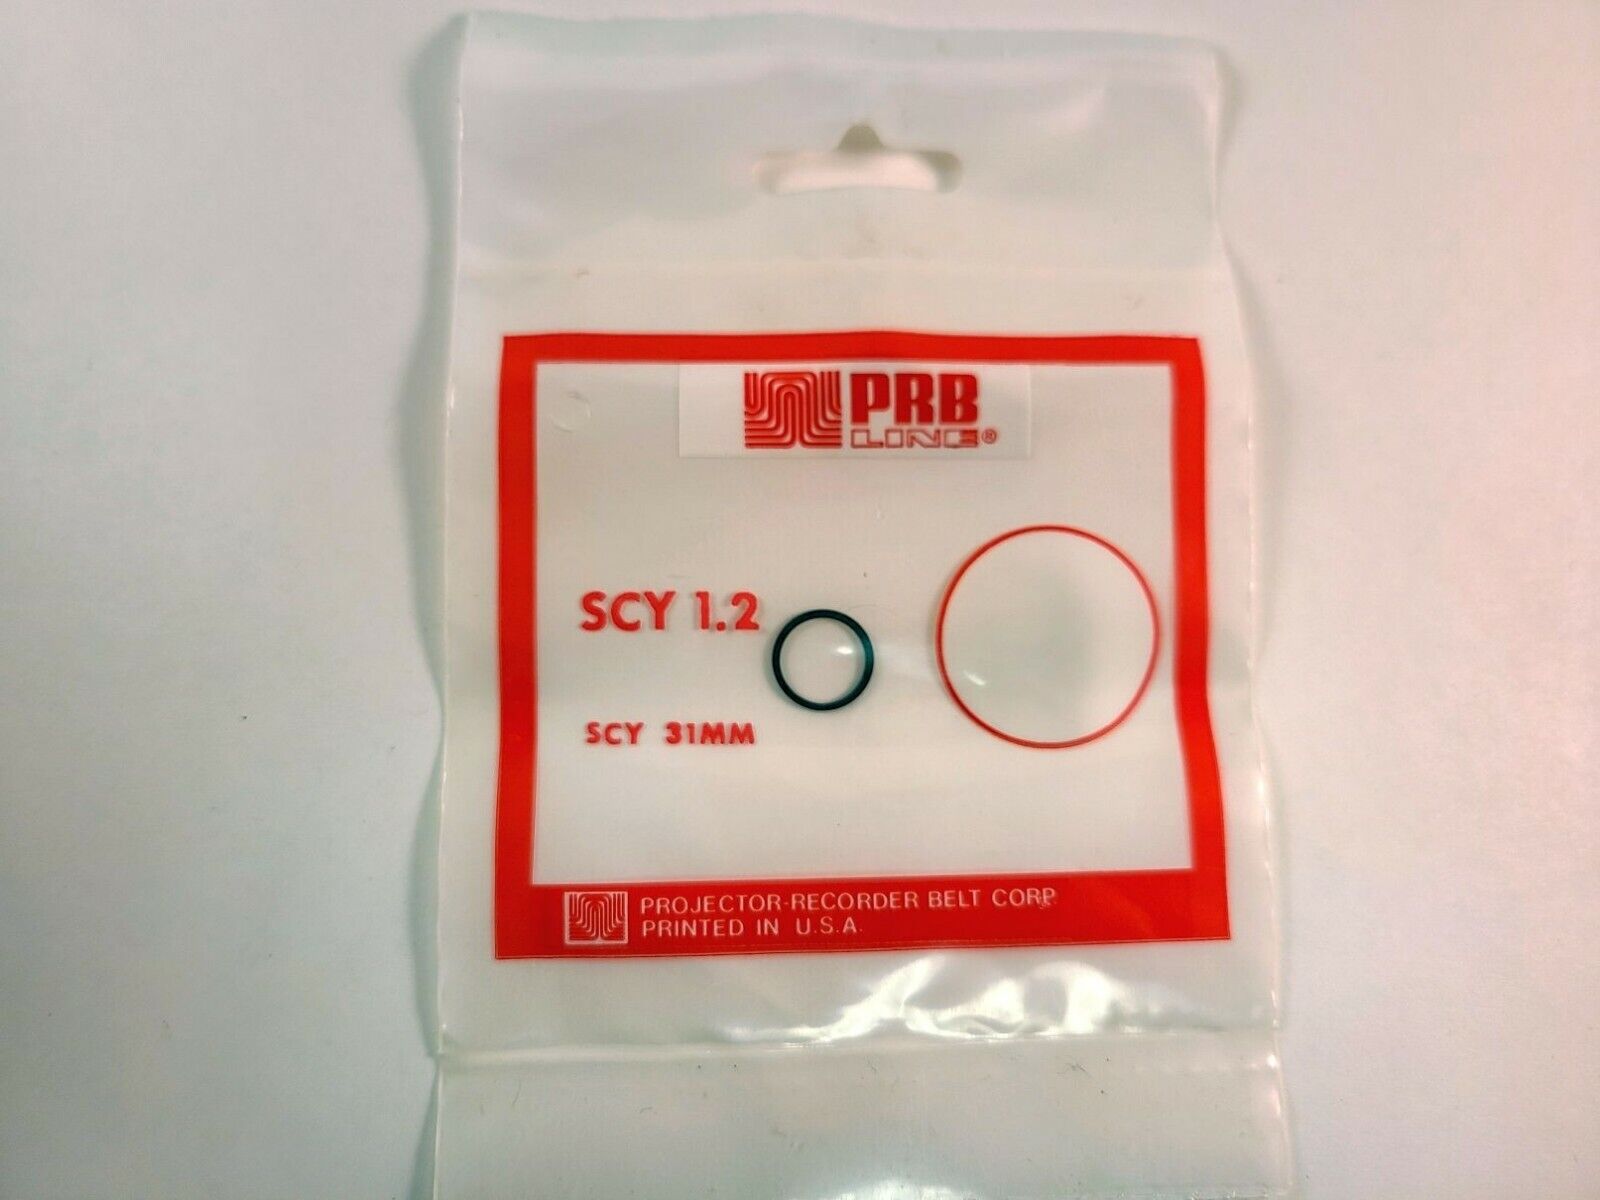 PRB
LINE®
SCY 1.2
SCY 31MM
PROJECTOR-RECORDER BELT CORP.
PRINTED IN U.S.A.